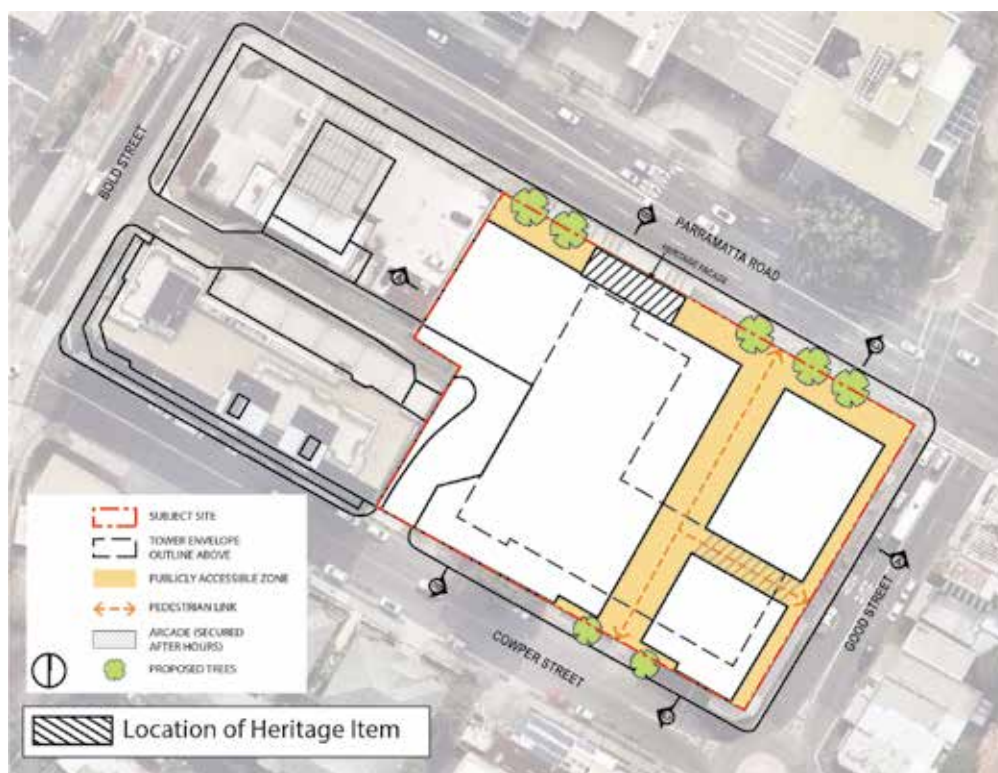 BOLD STREET
PARRAMATTA ROAD
HERITAGE FACADE
GOOD STREET
COWPER STREET
SUBJECT SITE
TOWER ENVELOPE
OUTLINE ABOVE
PUBLICLY ACCESSIBLE ZONE
PEDESTRIAN LINK
ARCADE (SECURED
AFTER HOURS)
PROPOSED TREES
Location of Heritage Item